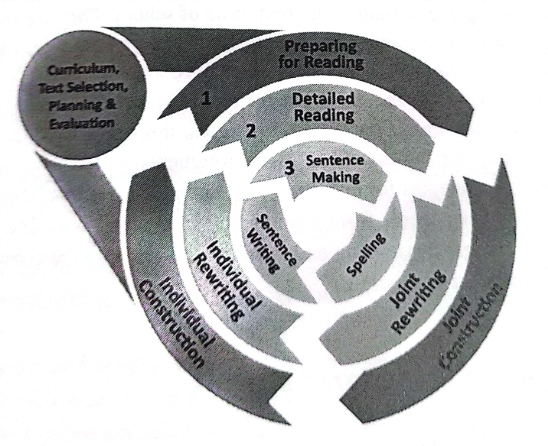 Curriculum,
Text Selection,
Planning &
Evaluation
Preparing
for Reading
1
Detailed
Reading
2
3
Sentence
Making
Spelling
Sentence
Writing
Joint
Rewriting
Individual
Rewriting
Joint
Construction
Individual
Construction